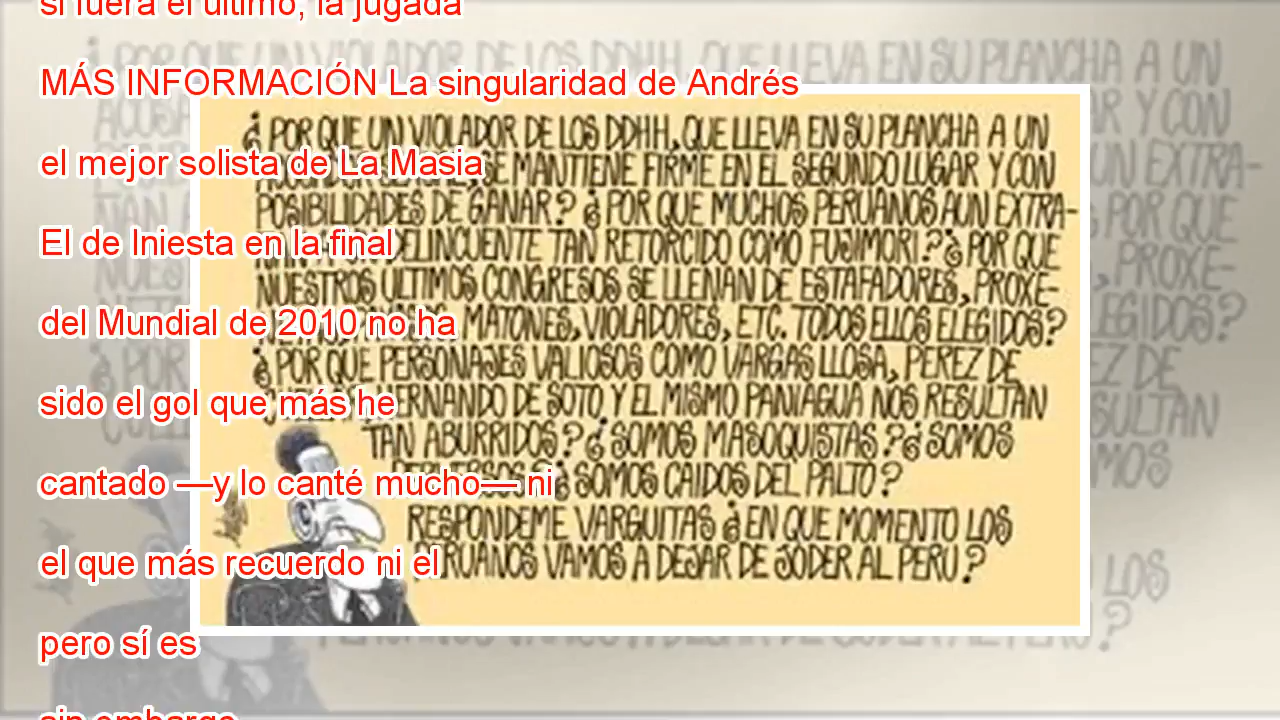 si fuera el último, la jugada
MÁS INFORMACIÓN La singularidad de Andrés
el mejor solista de La Masia
El de Iniesta en la final
del Mundial de 2010 no ha
sido el gol que más he
cantado —y lo canté mucho— ni
el que más recuerdo ni el
pero sí es
sin embargo
¿POR QUE UN VIOLADOR DE LOS DDHH, QUE LLEVA EN SU PLANCHA A UN
SE MANTIENE FIRME EN EL SEGUNDO LUGAR Y CON
POSIBILIDADES DE GANAR? ¿POR QUE MUCHOS PERUANOS AUN EXTRA-
DELINCUENTE TAN RETORCIDO COMO FUJIMORI? ¿POR QUE
NUESTROS ULTIMOS CONGRESOS SE LLENAN DE ESTAFADORES, PROXE-
MATONES, VIOLADORES, ETC. TODOS ELLOS ELEGIDOS?
¿POR QUE PERSONAJES VALIOSOS COMO VARGAS LLOSA, PEREZ DE
HERNANDO DE SOTO Y EL MISMO PANIAGUA NOS RESULTAN
TAN ABURRIDOS? ¿SOMOS MASOQUISTAS? ¿SOMOS
¿SOMOS CAIDOS DEL PALTO?
RESPONDEME VARGUITAS ¿EN QUE MOMENTO LOS
PERUANOS VAMOS A DEJAR DE JODER AL PERU?